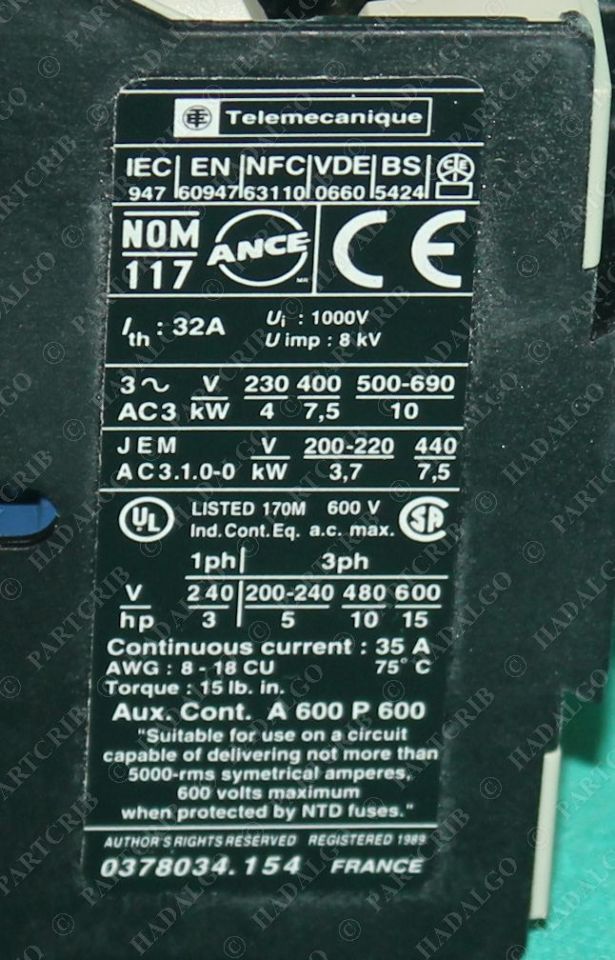 Telemecanique
IEC EN NFC VDE BS
947 60947 63110 0660 5424
NOM ANCE CE
117
MR
Ith : 32A Ui : 1000V
U imp : 8 kV
3~ V 230 400 500-690
AC3 kW 4 7,5 10
JEM V 200-220 440
AC3.1.0-0 kW 3,7 7,5
UL LISTED 170M 600 V SA
Ind.Cont.Eq. a.c. max.
1ph 3ph
V 240 200-240 480 600
hp 3 5 10 15
Continuous current : 35 A
AWG : 8 - 18 CU 75° C
Torque : 15 lb. in.
Aux. Cont. A 600 P 600
"Suitable for use on a circuit
capable of delivering not more than
5000-rms symetrical amperes,
600 volts maximum
when protected by NTD fuses."
AUTHOR'S RIGHTS RESERVED REGISTERED 1989
0378034.154 FRANCE
© PARTCRIB © HADALGO